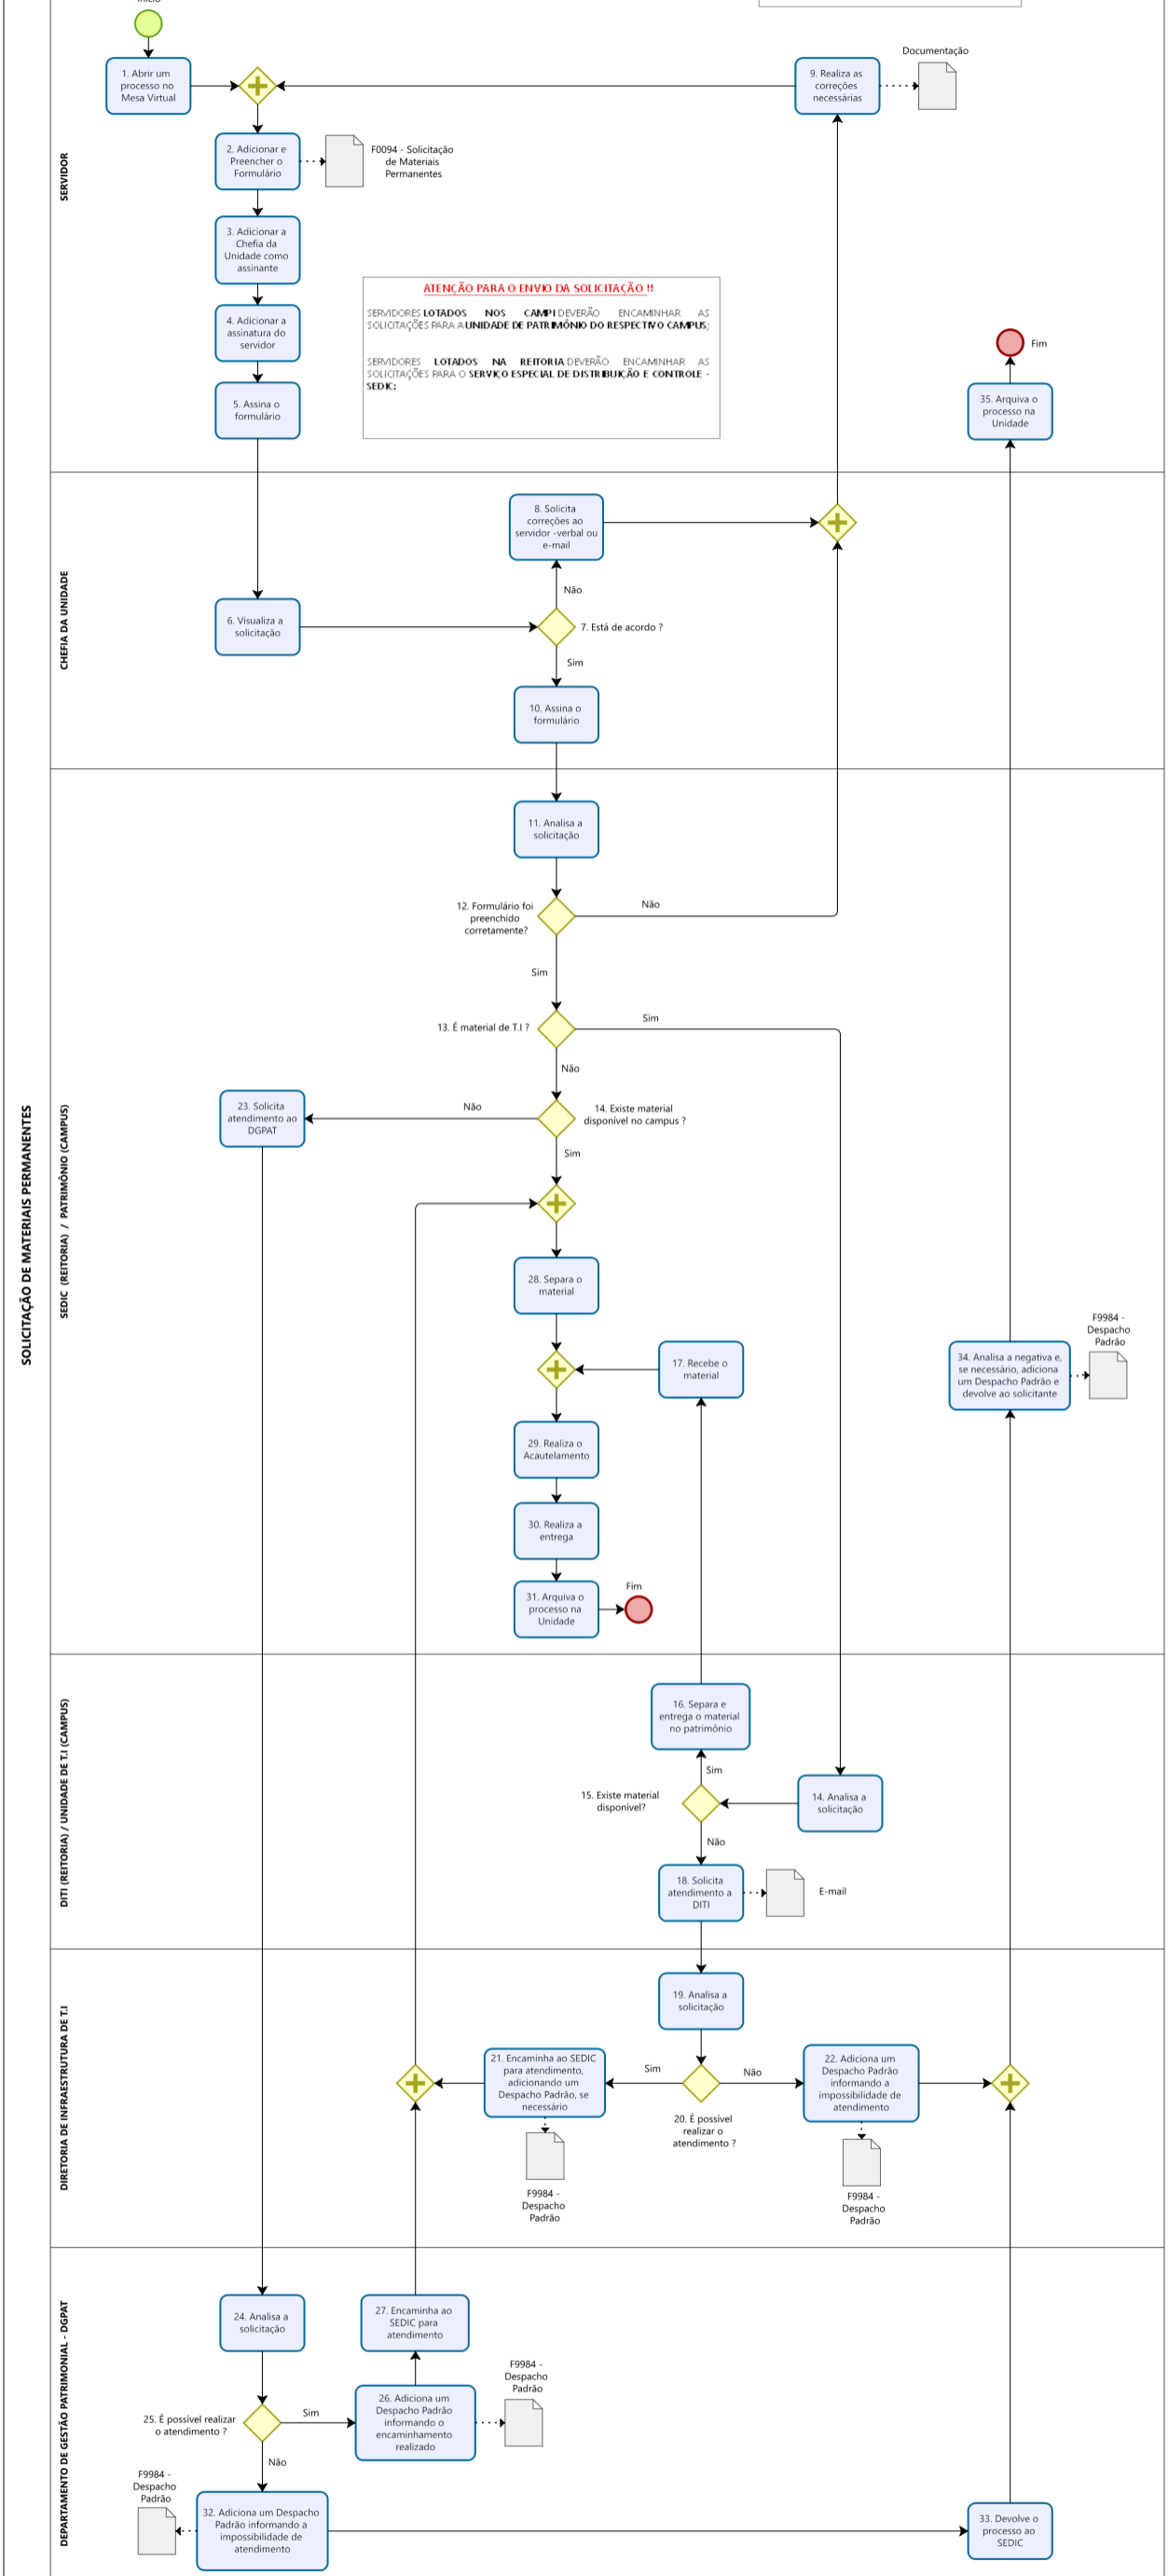 Início
1. Abrir um
processo no
Mesa Virtual
9. Realiza as
correções
necessárias
Documentação
2. Adicionar e
Preencher o
Formulário
F0094 - Solicitação
de Materiais
Permanentes
SERVIDOR
3. Adicionar a
Chefia da
Unidade como
assinante
ATENÇÃO PARA O ENVIO DA SOLICITAÇÃO !!
SERVIDORES LOTADOS NOS CAMPI DEVERÃO ENCAMINHAR AS
SOLICITAÇÕES PARA A UNIDADE DE PATRIMÔNIO DO RESPECTIVO CAMPUS;
SERVIDORES LOTADOS NA REITORIA DEVERÃO ENCAMINHAR AS
SOLICITAÇÕES PARA O SERVIÇO ESPECIAL DE DISTRIBUIÇÃO E CONTROLE -
SEDIC;
4. Adicionar a
assinatura do
servidor
5. Assina o
formulário
Fim
35. Arquiva o
processo na
Unidade
CHEFIA DA UNIDADE
8. Solicita
correções ao
servidor -verbal ou
e-mail
Não
6. Visualiza a
solicitação
7. Está de acordo ?
Sim
10. Assina o
formulário
SOLICITAÇÃO DE MATERIAIS PERMANENTES
SEDIC (REITORIA) / PATRIMÔNIO (CAMPUS)
11. Analisa a
solicitação
12. Formulário foi
preenchido
corretamente?
Não
Sim
13. É material de T.I ?
Sim
Não
23. Solicita
atendimento ao
DGPAT
Não
14. Existe material
disponível no campus ?
Sim
28. Separa o
material
17. Recebe o
material
34. Analisa a negativa e,
se necessário, adiciona
um Despacho Padrão e
devolve ao solicitante
F9984 -
Despacho
Padrão
29. Realiza o
Acautelamento
30. Realiza a
entrega
31. Arquiva o
processo na
Unidade
Fim
DITI (REITORIA) / UNIDADE DE T.I (CAMPUS)
16. Separa e
entrega o material
no patrimônio
Sim
15. Existe material
disponível?
14. Analisa a
solicitação
Não
18. Solicita
atendimento a
DITI
E-mail
DIRETORIA DE INFRAESTRUTURA DE T.I
19. Analisa a
solicitação
21. Encaminha ao SEDIC
para atendimento,
adicionando um
Despacho Padrão, se
necessário
Sim
Não
20. É possível
realizar o
atendimento ?
22. Adiciona um
Despacho Padrão
informando a
impossibilidade de
atendimento
F9984 -
Despacho
Padrão
F9984 -
Despacho
Padrão
DEPARTAMENTO DE GESTÃO PATRIMONIAL - DGPAT
24. Analisa a
solicitação
27. Encaminha ao
SEDIC para
atendimento
25. É possível realizar
o atendimento ?
Sim
26. Adiciona um
Despacho Padrão
informando o
encaminhamento
realizado
F9984 -
Despacho
Padrão
Não
F9984 -
Despacho
Padrão
32. Adiciona um Despacho
Padrão informando a
impossibilidade de
atendimento
33. Devolve o
processo ao
SEDIC